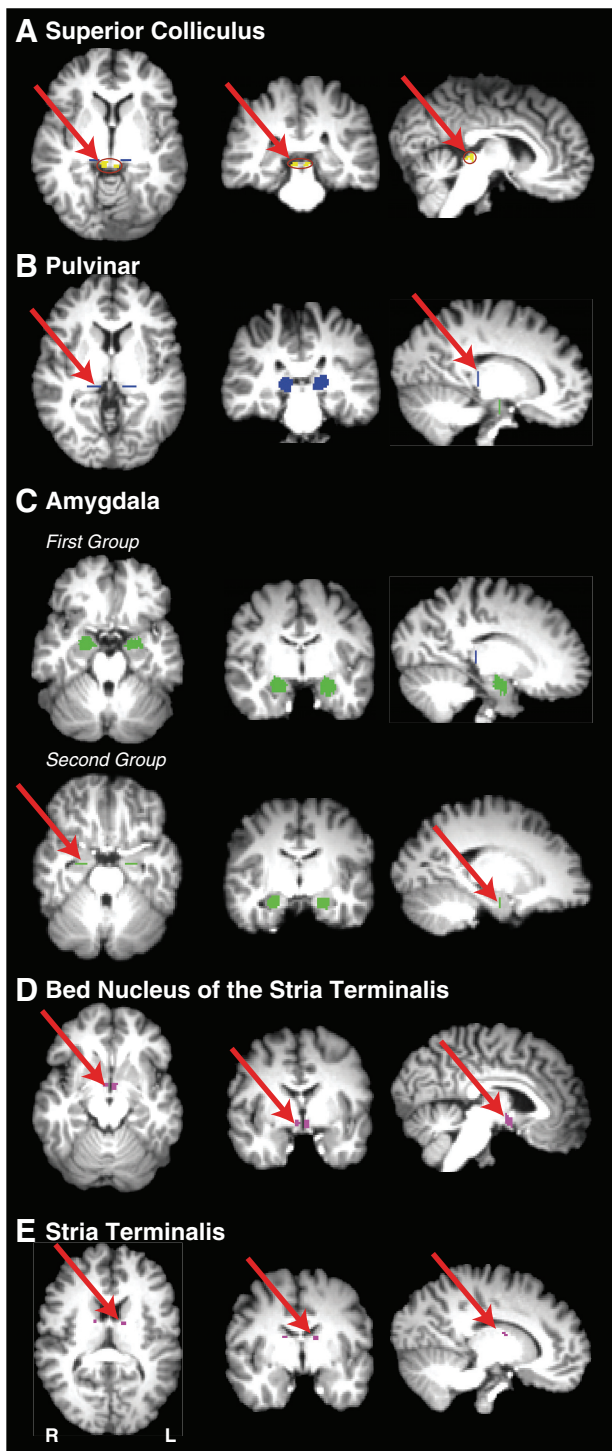 A Superior Colliculus
B Pulvinar
C Amygdala
First Group
Second Group
D Bed Nucleus of the Stria Terminalis
E Stria Terminalis
R L